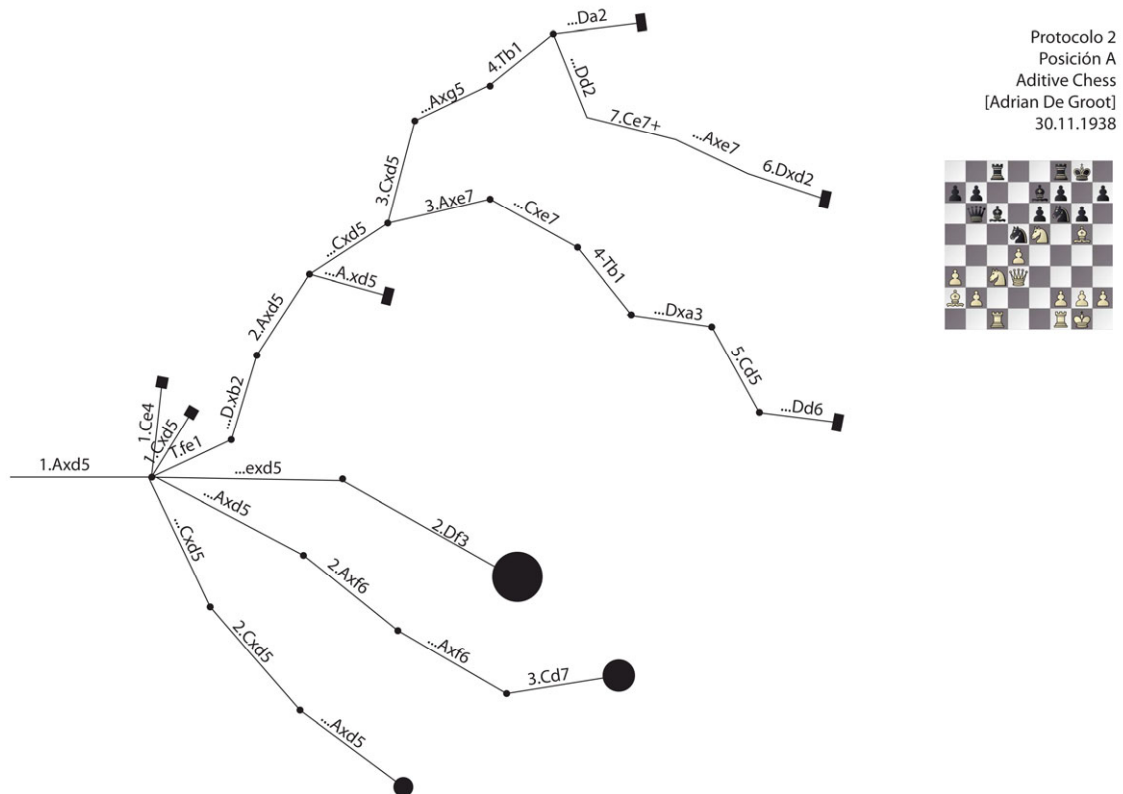 ...Da2
4.Tb1
...Axg5
...Dd2
7.Ce7+
...Axe7
6.Dxd2
3.Cxd5
3.Axe7
...Cxe7
...Cxd5
4-Tb1
...A.xd5
...Dxa3
2.Axd5
5.Cd5
...Dd6
...D.xb2
1.Ce4
1.Cxd5
T.fe1
1.Axd5
...exd5
...Axd5
2.Df3
...Cxd5
2.Axf6
...Axf6
2.Cxd5
3.Cd7
...Axd5
Protocolo 2
Posición A
Aditive Chess
[Adrian De Groot]
30.11.1938